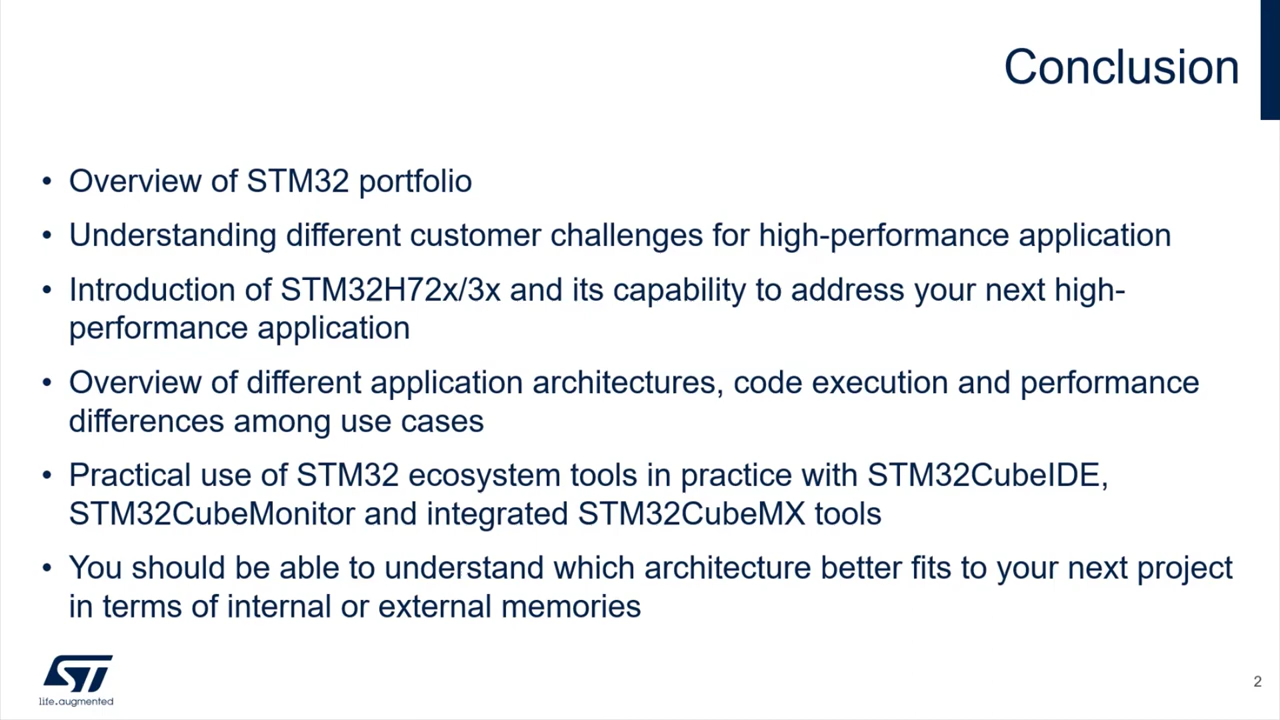 Conclusion
• Overview of STM32 portfolio
• Understanding different customer challenges for high-performance application
• Introduction of STM32H72x/3x and its capability to address your next high-
performance application
• Overview of different application architectures, code execution and performance
differences among use cases
• Practical use of STM32 ecosystem tools in practice with STM32CubeIDE,
STM32CubeMonitor and integrated STM32CubeMX tools
• You should be able to understand which architecture better fits to your next project
in terms of internal or external memories
ST
life.augmented
2